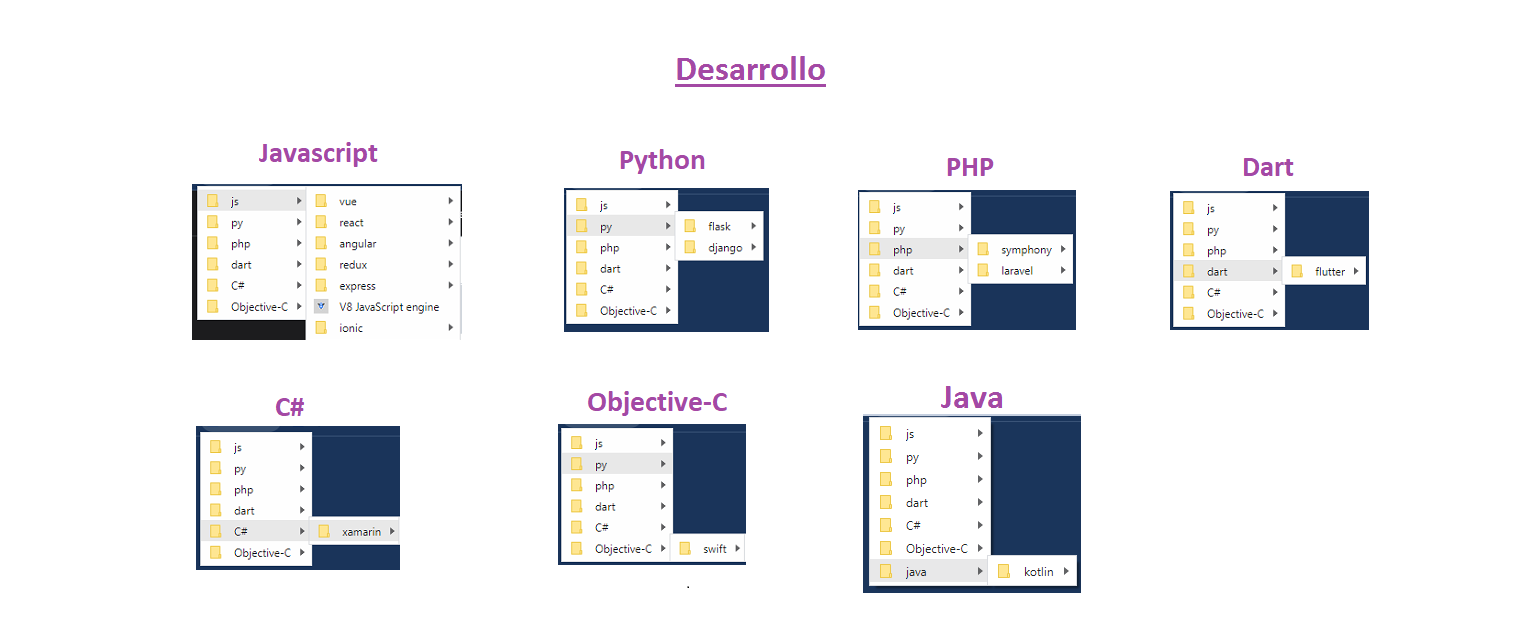 Desarrollo
Javascript
js
py
php
dart
C#
Objective-C
vue
react
angular
redux
express
V8 JavaScript engine
ionic
Python
js
py
php
dart
C#
Objective-C
flask
django
PHP
js
py
php
dart
C#
Objective-C
symphony
laravel
Dart
js
py
php
dart
C#
Objective-C
flutter
C#
js
py
php
dart
C#
Objective-C
xamarin
Objective-C
js
py
php
dart
C#
Objective-C
swift
.
Java
js
py
php
dart
C#
Objective-C
java
kotlin